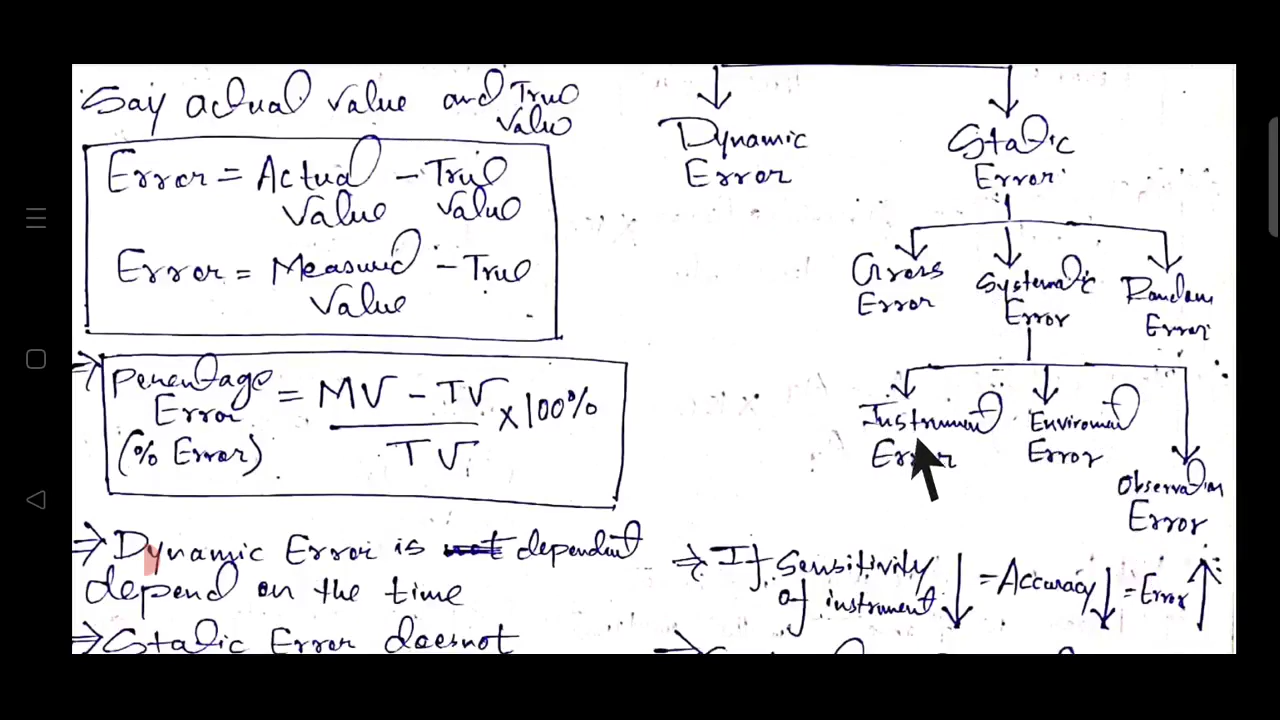 Say actual value and True
Value
Error = Actual - True
Value Value
Error = Measured - True
Value
⇒ Percentage
Error
(% Error)
= MV - TV × 100%
TV
⇒ Dynamic Error is not dependent
depend on the time
⇒ Static Error doesnot
Dynamic
Error
Static
Error
Gross
Error
Systematic
Error
Random
Error
Instrument
Error
Enviroment
Error
Observation
Error
⇒ If Sensitivity
of instrument ↓ = Accuracy ↓ = Error ↑